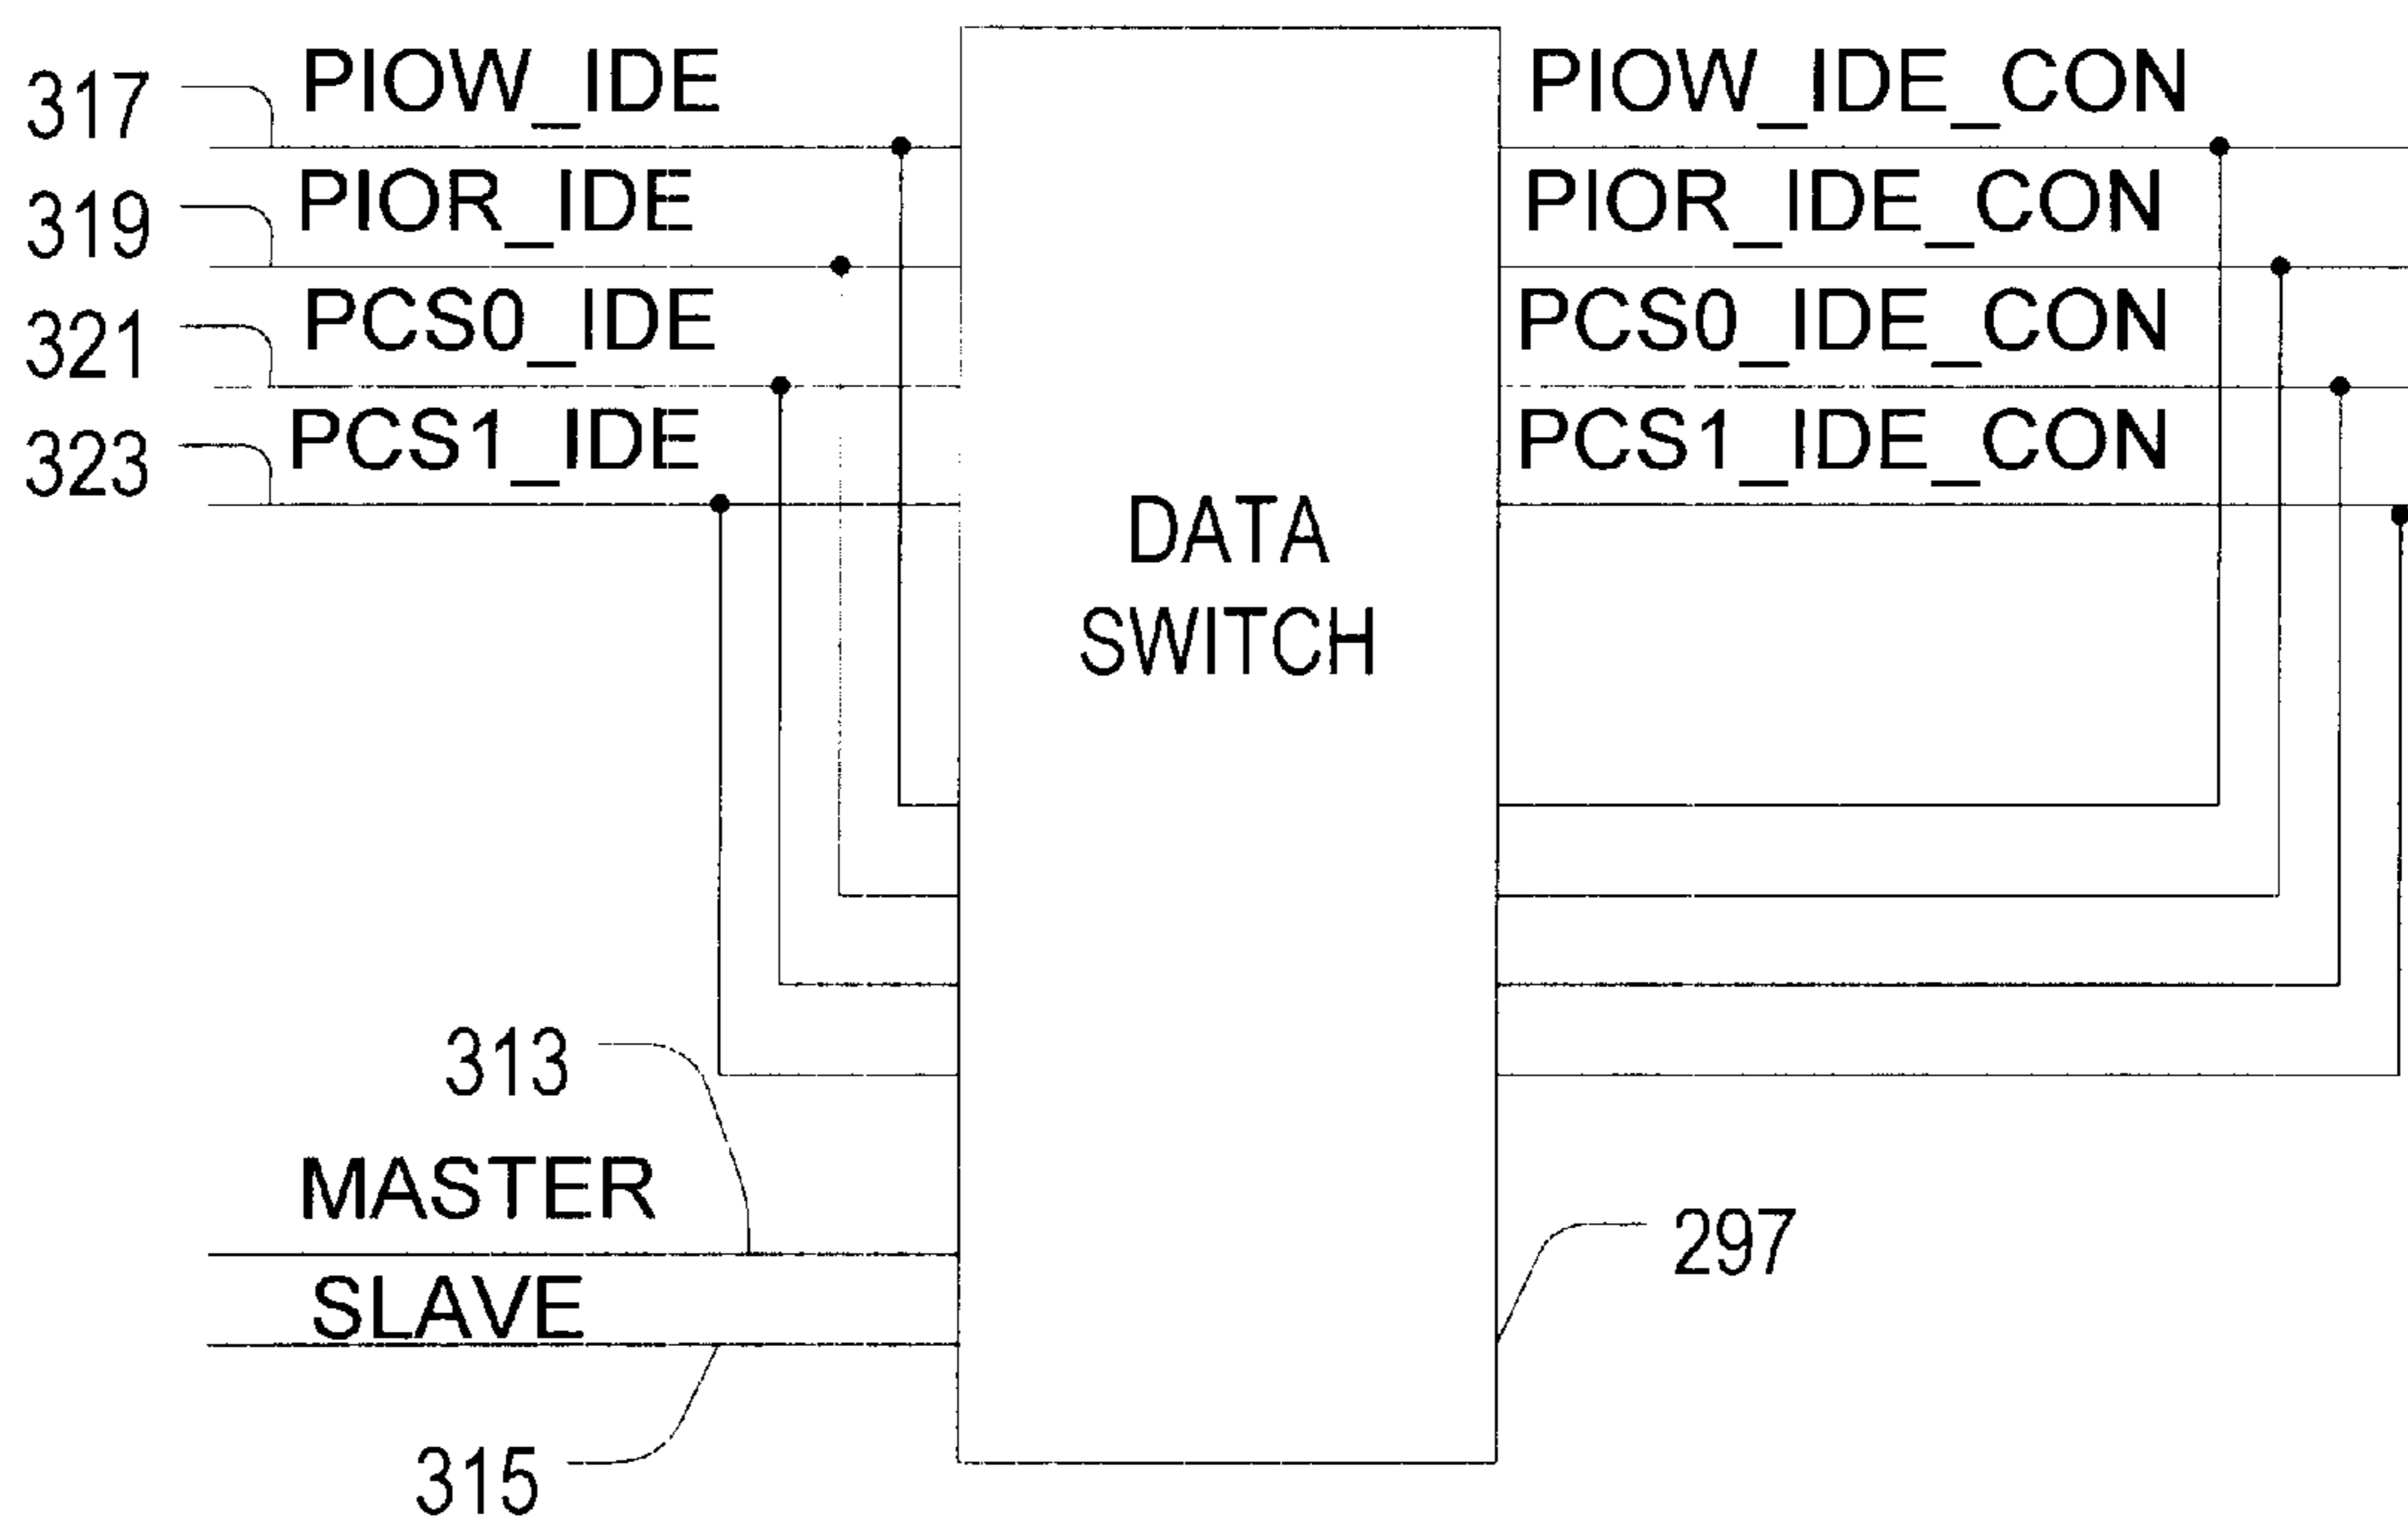 317 PIOW_IDE PIOW_IDE_CON
319 PIOR_IDE PIOR_IDE_CON
321 PCS0_IDE PCS0_IDE_CON
323 PCS1_IDE PCS1_IDE_CON
DATA
SWITCH
313
MASTER
297
SLAVE
315